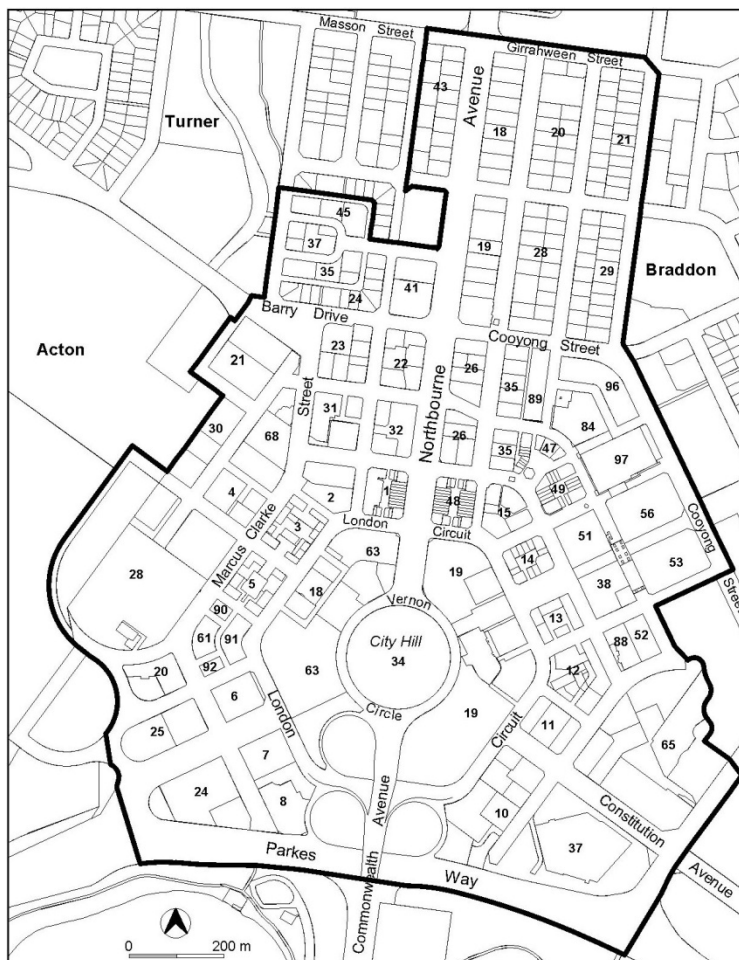 Masson Street
Girrahween Street
43
Avenue
Turner
18
20
21
45
37
19
28
29
Braddon
35
41
24
Barry Drive
Cooyong Street
Acton
21
23
22
26
35
89
96
Street
31
32
Northbourne
84
30
68
26
35
47
97
4
2
1
48
49
56
Cooyong
Street
Marcus Clarke
3
London Circuit
15
51
53
28
5
63
19
14
38
18
Vernon
90
13
City Hill
34
88
52
61
91
92
20
63
12
6
Circle
19
London
Circuit
11
65
25
7
24
8
Avenue
10
Constitution
Avenue
37
Parkes Way
Commonwealth
0 200 m